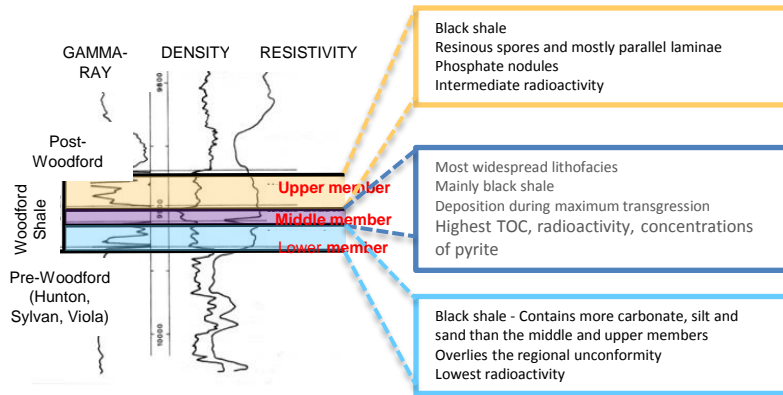 GAMMA-
RAY
DENSITY
RESISTIVITY
9800
Post-
Woodford
Woodford
Shale
Upper member
Middle member
Lower member
Pre-Woodford
(Hunton,
Sylvan, Viola)
10000
Black shale
Resinous spores and mostly parallel laminae
Phosphate nodules
Intermediate radioactivity
Most widespread lithofacies
Mainly black shale
Deposition during maximum transgression
Highest TOC, radioactivity, concentrations
of pyrite
Black shale - Contains more carbonate, silt and
sand than the middle and upper members
Overlies the regional unconformity
Lowest radioactivity